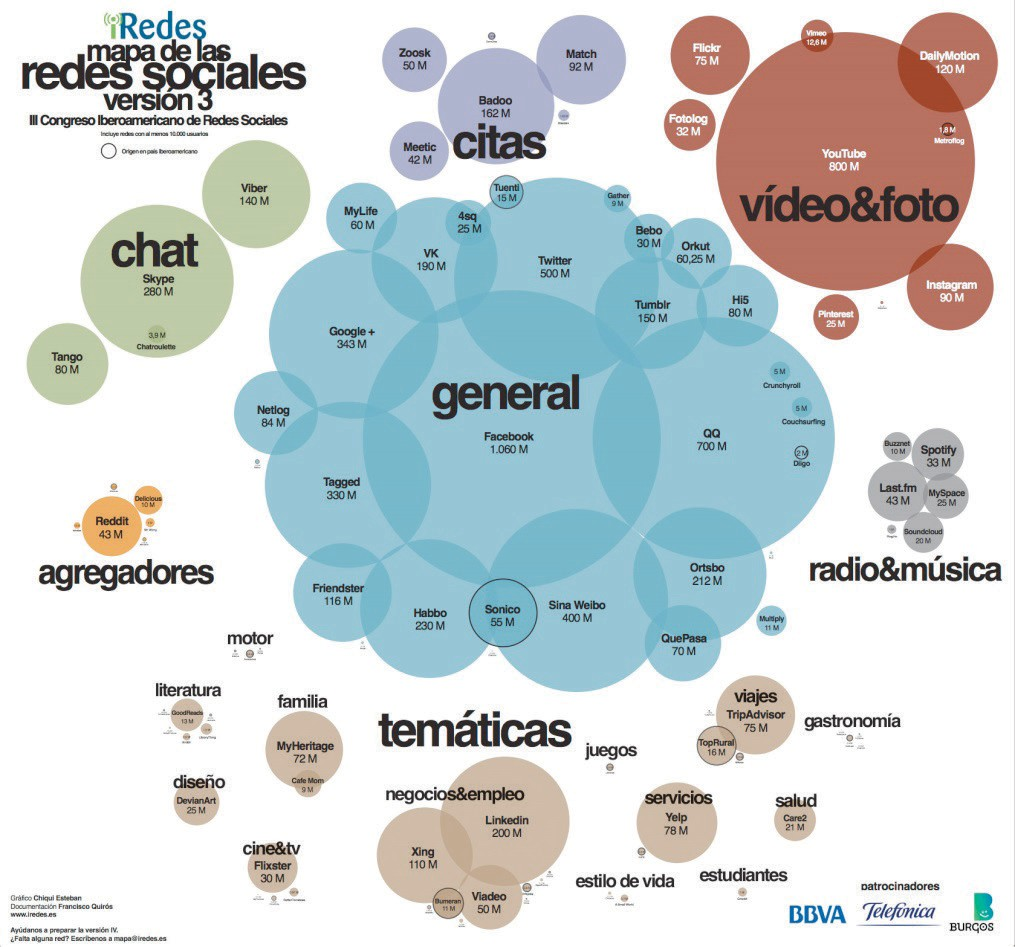 iRedes
mapa de las
redes sociales
versión 3
III Congreso Iberoamericano de Redes Sociales
Incluye redes con al menos 10.000 usuarios
Origen en país iberoamericano
Zoosk
50 M
Match
92 M
Badoo
162 M
Meetic
42 M
citas
Flickr
75 M
Vimeo
12,6 M
DailyMotion
120 M
Fotolog
32 M
1,8 M
Metroflog
YouTube
800 M
vídeo&foto
Instagram
90 M
Pinterest
25 M
Viber
140 M
chat
Skype
280 M
3,9 M
Chatroulette
Tango
80 M
Tuenti
15 M
Gather
9 M
MyLife
60 M
4sq
25 M
VK
190 M
Twitter
500 M
Bebo
30 M
Orkut
60,25 M
Tumblr
150 M
Hi5
80 M
Google +
343 M
general
Facebook
1.060 M
Netlog
84 M
5 M
Crunchyroll
5 M
Couchsurfing
QQ
700 M
2 M
Diigo
Tagged
330 M
Friendster
116 M
Habbo
230 M
Sonico
55 M
Sina Weibo
400 M
Ortsbo
212 M
QuePasa
70 M
Multiply
11 M
Buzznet
10 M
Spotify
33 M
Last.fm
43 M
MySpace
25 M
Soundcloud
20 M
radio&música
Delicious
10 M
Reddit
43 M
agregadores
motor
literatura
GoodReads
13 M
familia
MyHeritage
72 M
Cafe Mom
9 M
diseño
DevianArt
25 M
cine&tv
Flixster
30 M
temáticas
negocios&empleo
Linkedin
200 M
Xing
110 M
Viadeo
50 M
Bumeran
11 M
juegos
viajes
TripAdvisor
75 M
TopRural
16 M
gastronomía
servicios
Yelp
78 M
salud
Care2
21 M
estilo de vida
estudiantes
Gráfico Chiqui Esteban
Documentación Francisco Quirós
www.iredes.es
Ayúdanos a preparar la versión IV.
¿Falta alguna red? Escríbenos a mapa@iredes.es
patrocinadores
BBVA
Telefónica
BURGOS